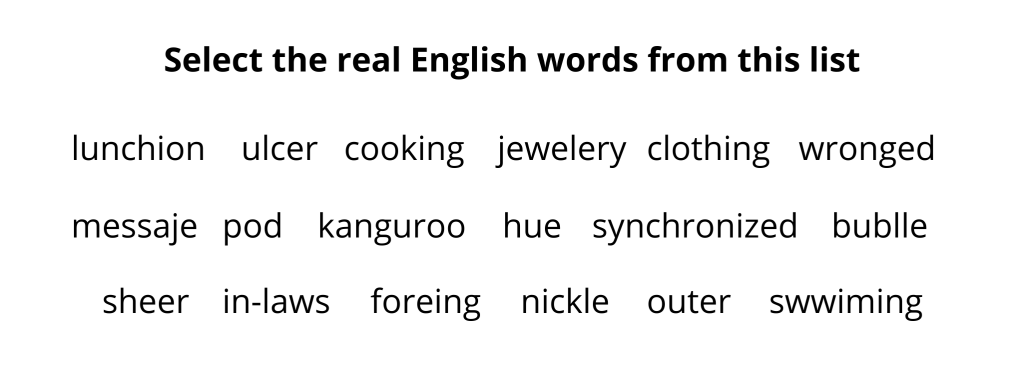 Select the real English words from this list
lunchion ulcer cooking jewelery clothing wronged
messaje pod kanguroo hue synchronized bublle
sheer in-laws foreing nickle outer swwiming